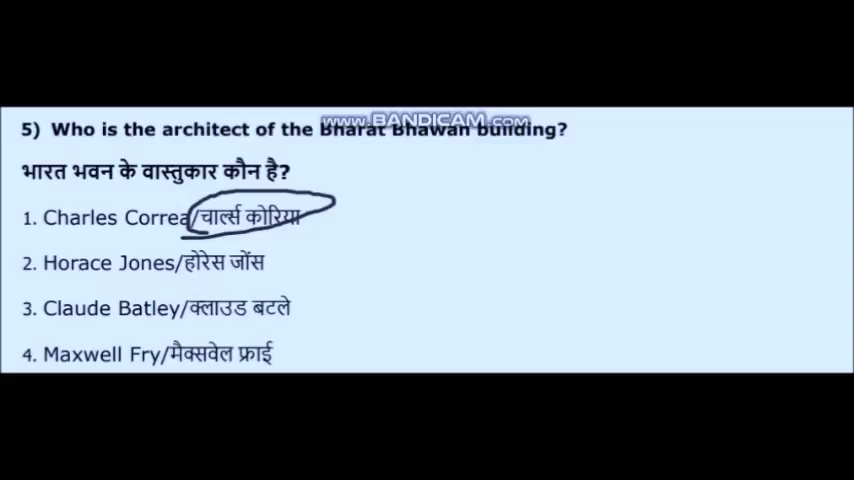 www.BANDICAM.com
5) Who is the architect of the Bharat Bhawan building?
भारत भवन के वास्तुकार कौन है?
1. Charles Correa/चार्ल्स कोरिया
2. Horace Jones/होरेस जोंस
3. Claude Batley/क्लाउड बटले
4. Maxwell Fry/मैक्सवेल फ्राई